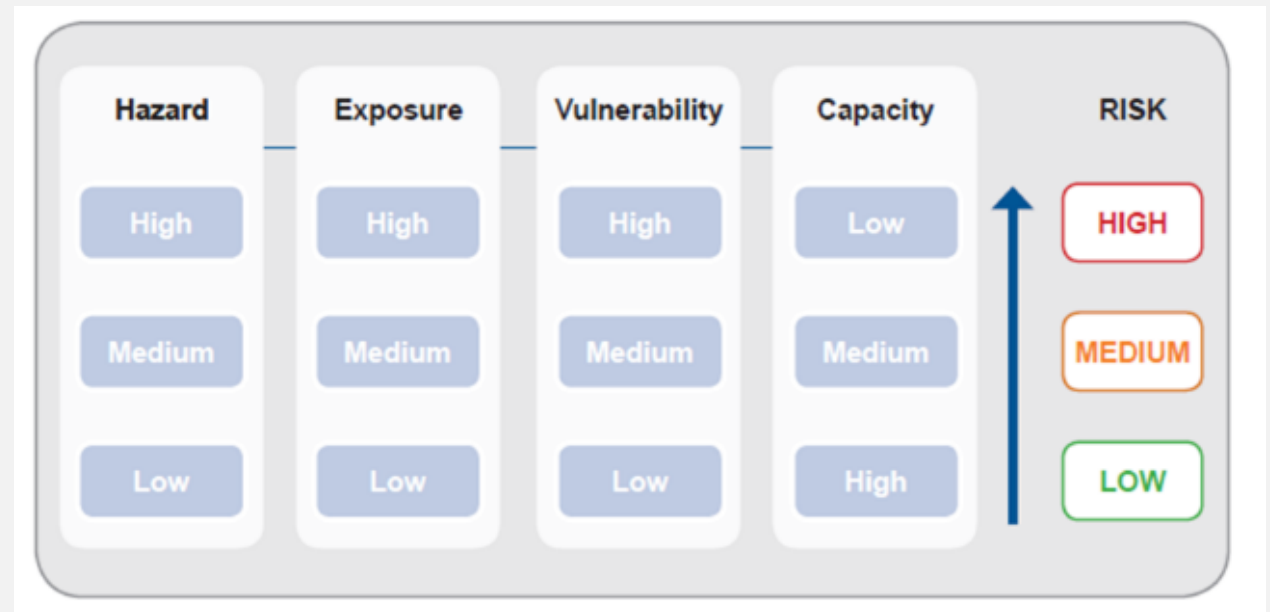 Hazard Exposure Vulnerability Capacity RISK
High High High Low HIGH
Medium Medium Medium Medium MEDIUM
Low Low Low High LOW